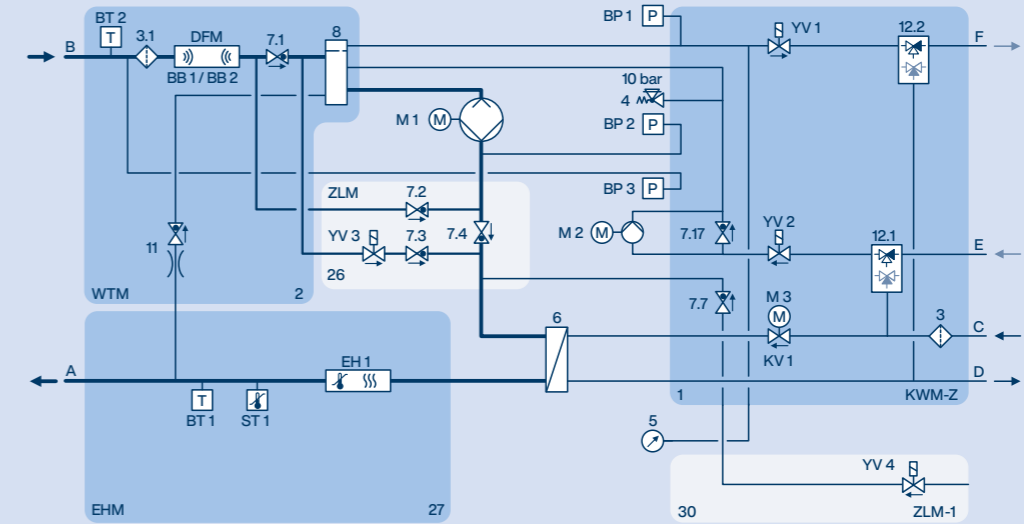 BT 2
3.1
DFM
7.1
8
BP 1
P
YV 1
12.2
B
T
F
BB 1 / BB 2
10 bar
4
M 1
M
BP 2
P
ZLM
7.2
BP 3
P
YV 3
7.3
7.4
M 2
M
7.17
YV 2
12.1
E
11
26
WTM
2
7.7
M 3
M
3
6
C
KV 1
A
EH 1
D
T
BT 1
ST 1
1
KWM-Z
5
YV 4
EHM
27
30
ZLM-1